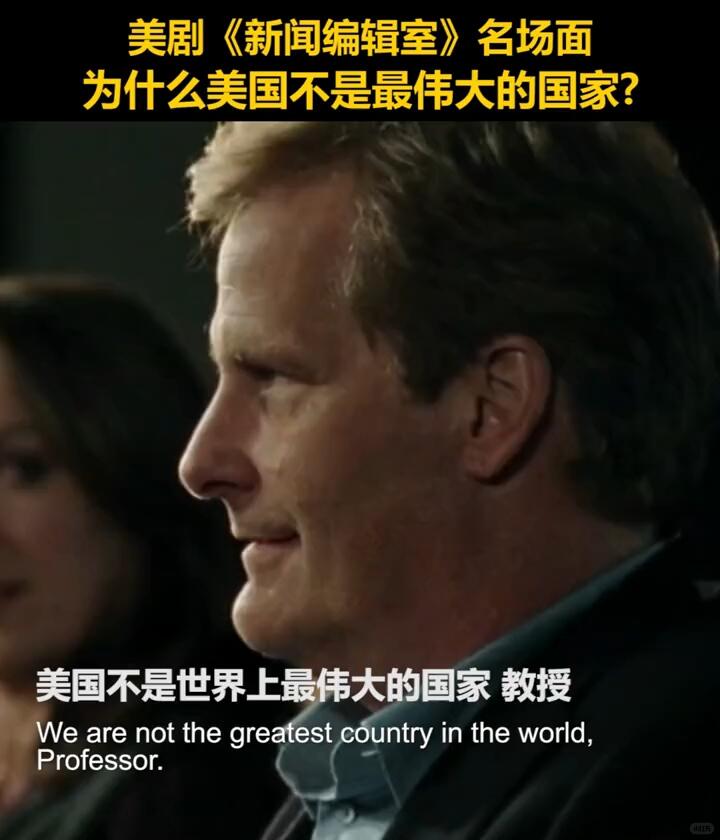 美剧《新闻编辑室》名场面
为什么美国不是最伟大的国家?
美国不是世界上最伟大的国家 教授
We are not the greatest country in the world,
Professor.